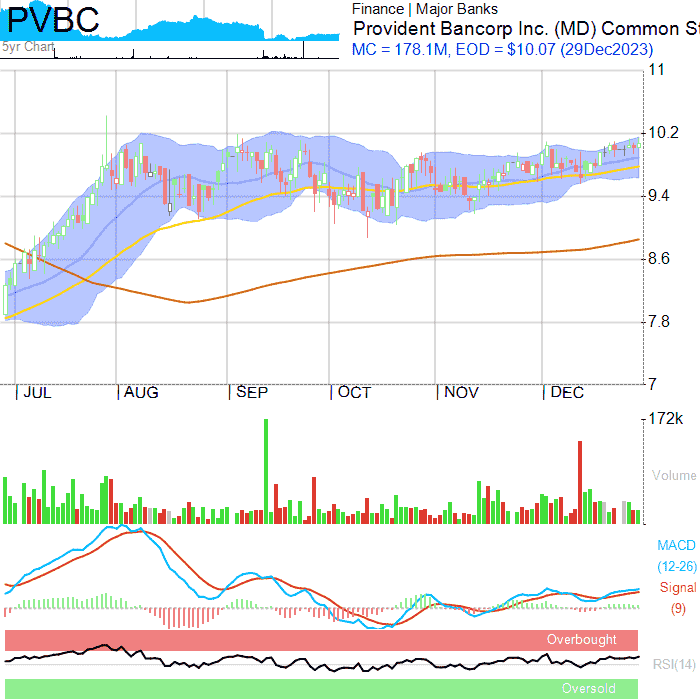 PVBC
5yr Chart
Finance | Major Banks
Provident Bancorp Inc. (MD) Common St
MC = 178.1M, EOD = $10.07 (29Dec2023)
11
10.2
9.4
8.6
7.8
7
JUL AUG SEP OCT NOV DEC
172k
Volume
MACD
(12-26)
Signal
(9)
Overbought
RSI(14)
Oversold